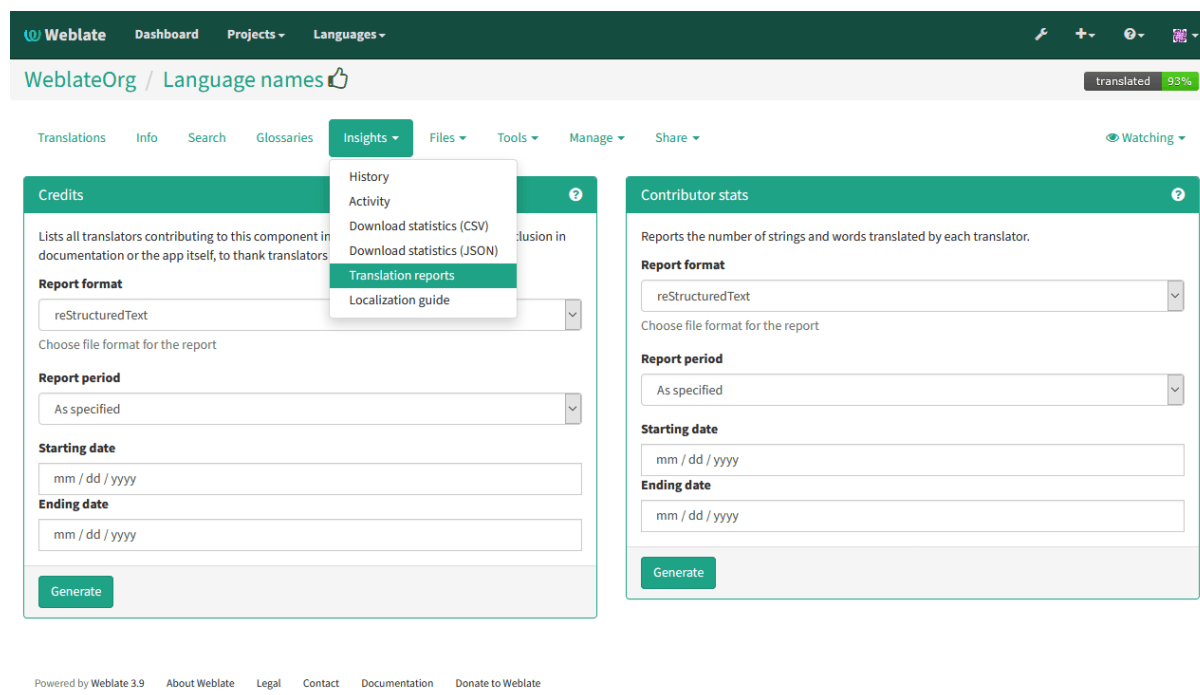 Weblate Dashboard Projects Languages
WeblateOrg / Language names
translated 93%
Translations Info Search Glossaries Insights Files Tools Manage Share Watching
History
Activity
Download statistics (CSV)
Download statistics (JSON)
Translation reports
Localization guide
Credits
Lists all translators contributing to this component in clusion in
documentation or the app itself, to thank translators
Report format
reStructuredText
Choose file format for the report
Report period
As specified
Starting date
mm / dd / yyyy
Ending date
mm / dd / yyyy
Generate
Contributor stats
Reports the number of strings and words translated by each translator.
Report format
reStructuredText
Choose file format for the report
Report period
As specified
Starting date
mm / dd / yyyy
Ending date
mm / dd / yyyy
Generate
Powered by Weblate 3.9 About Weblate Legal Contact Documentation Donate to Weblate